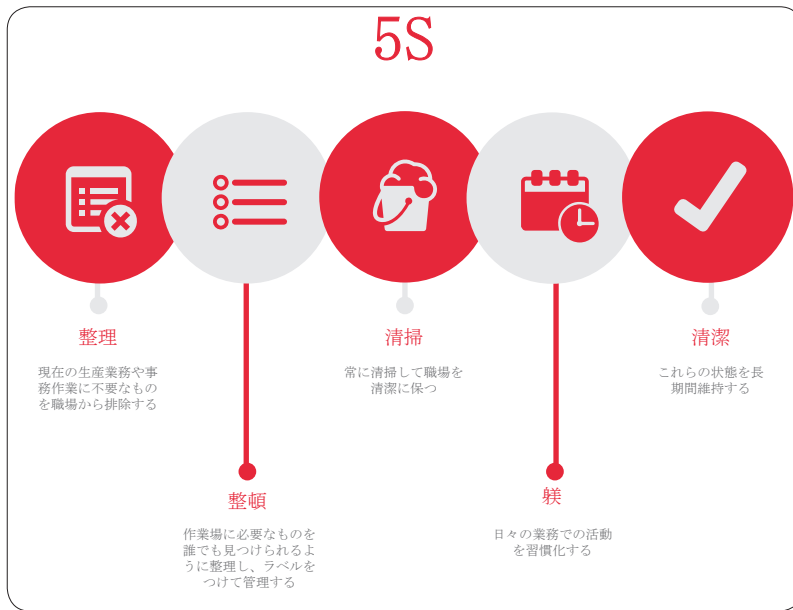 5S
整理
現在の生産業務や事
務作業に不要なもの
を職場から排除する
整頓
作業場に必要なものを
誰でも見つけられるよ
うに整理し、ラベルを
つけて管理する
清掃
常に清掃して職場を
清潔に保つ
躾
日々の業務での活動
を習慣化する
清潔
これらの状態を長
期間維持する